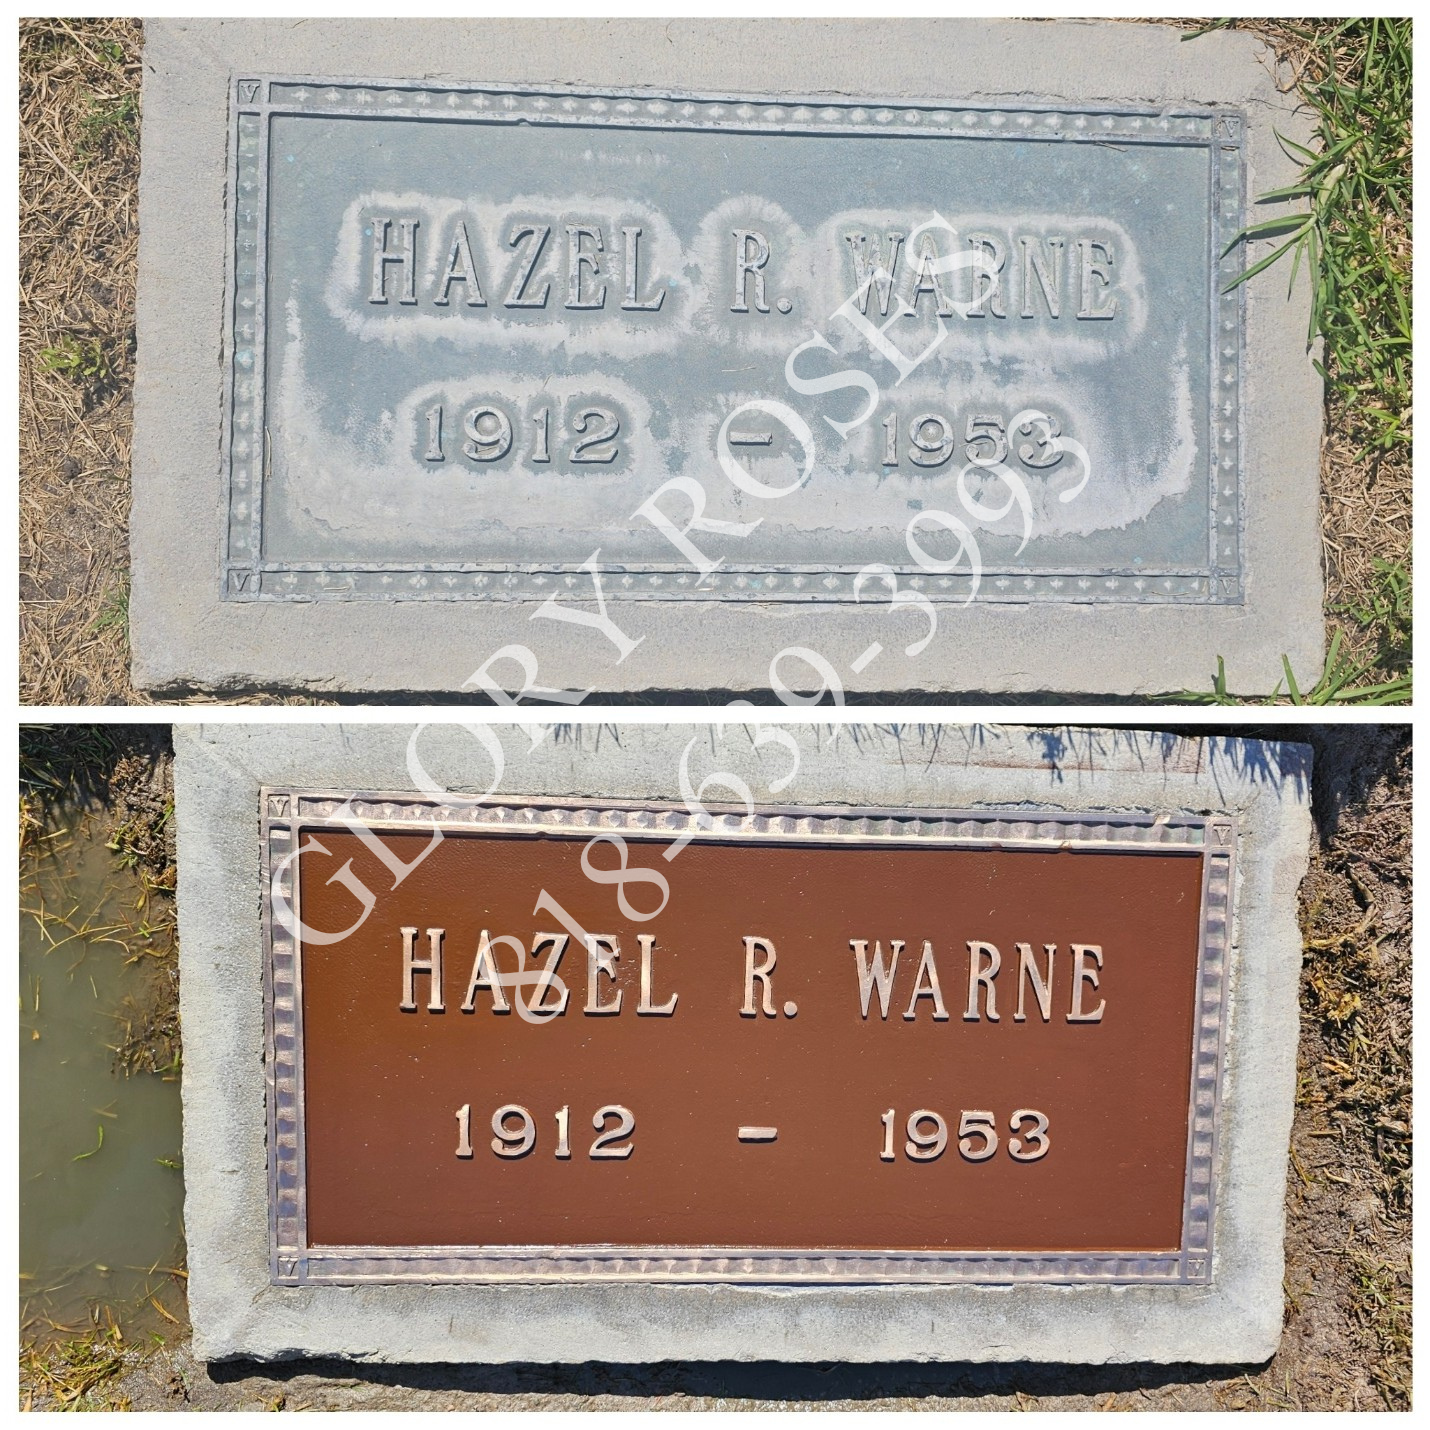 HAZEL R. WARNE
1912 - 1953
GLORY ROSES
818-639-3993
HAZEL R. WARNE
1912 - 1953